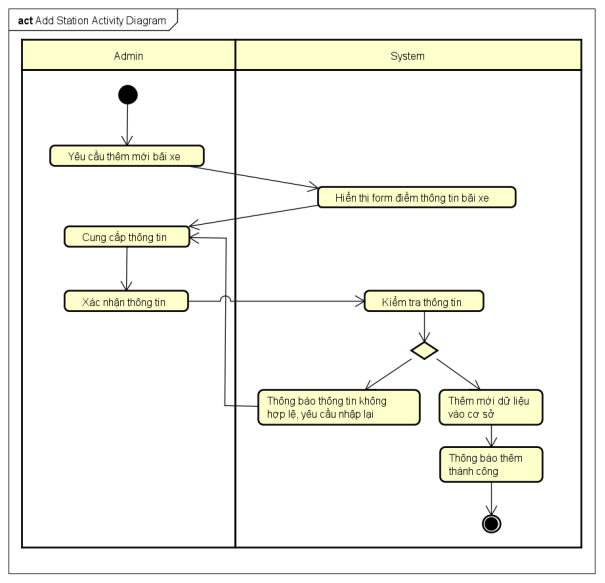 act Add Station Activity Diagram
Admin
System
Yêu cầu thêm mới bãi xe
Hiển thị form điểm thông tin bãi xe
Cung cấp thông tin
Xác nhận thông tin
Kiểm tra thông tin
Thông báo thông tin không
hợp lệ, yêu cầu nhập lại
Thêm mới dữ liệu
vào cơ sở
Thông báo thêm
thành công